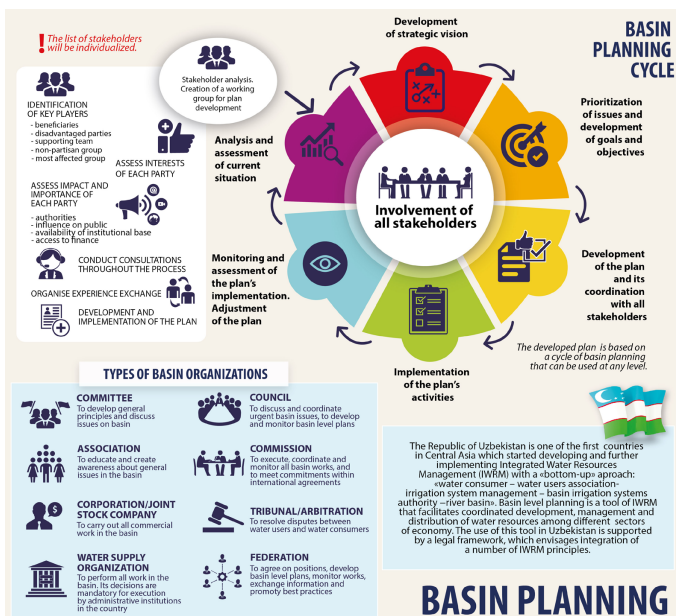 ! The list of stakeholders
will be individualized.
Stakeholder analysis.
Creation of a working
group for plan
development
IDENTIFICATION
OF KEY PLAYERS
- beneficiaries
- disadvantaged parties
- supporting team
- non-partisan group
- most affected group
ASSESS INTERESTS
OF EACH PARTY
ASSESS IMPACT AND
IMPORTANCE OF
EACH PARTY
- authorities
- influence on public
- availability of institutional base
- access to finance
CONDUCT CONSULTATIONS
THROUGHOUT THE PROCESS
ORGANISE EXPERIENCE EXCHANGE
DEVELOPMENT AND
IMPLEMENTATION OF THE PLAN
BASIN
PLANNING
CYCLE
Development
of strategic vision
Prioritization
of issues and
development
of goals and
objectives
Development
of the plan
and its
coordination
with all
stakeholders
Implementation
of the plan's
activities
Monitoring and
assessment of
the plan's
implementation.
Adjustment
of the plan
Analysis and
assessment
of current
situation
Involvement of
all stakeholders
The developed plan is based on
a cycle of basin planning
that can be used at any level.
TYPES OF BASIN ORGANIZATIONS
COMMITTEE
To develop general
principles and discuss
issues on basin
COUNCIL
To discuss and coordinate
urgent basin issues, to develop
and monitor basin level plans
ASSOCIATION
To educate and create
awareness about general
issues in the basin
COMMISSION
To execute, coordinate and
monitor all basin works, and
to meet commitments within
international agreements
CORPORATION/JOINT
STOCK COMPANY
To carry out all commercial
work in the basin
TRIBUNAL/ARBITRATION
To resolve disputes between
water users and water consumers
WATER SUPPLY
ORGANIZATION
To perform all work in the
basin. Its decisions are
mandatory for execution
by administrative institutions
in the country
FEDERATION
To agree on positions, develop
basin level plans, monitor works,
exchange information and
promoty best practices
The Republic of Uzbekistan is one of the first countries
in Central Asia which started developing and further
implementing Integrated Water Resources
Management (IWRM) with a «bottom-up» aproach:
«water consumer – water users association-
irrigation system management – basin irrigation systems
authority –river basin». Basin level planning is a tool of IWRM
that facilitates coordinated development, management and
distribution of water resources among different sectors
of economy. The use of this tool in Uzbekistan is supported
by a legal framework, which envisages integration of
a number of IWRM principles.
BASIN PLANNING